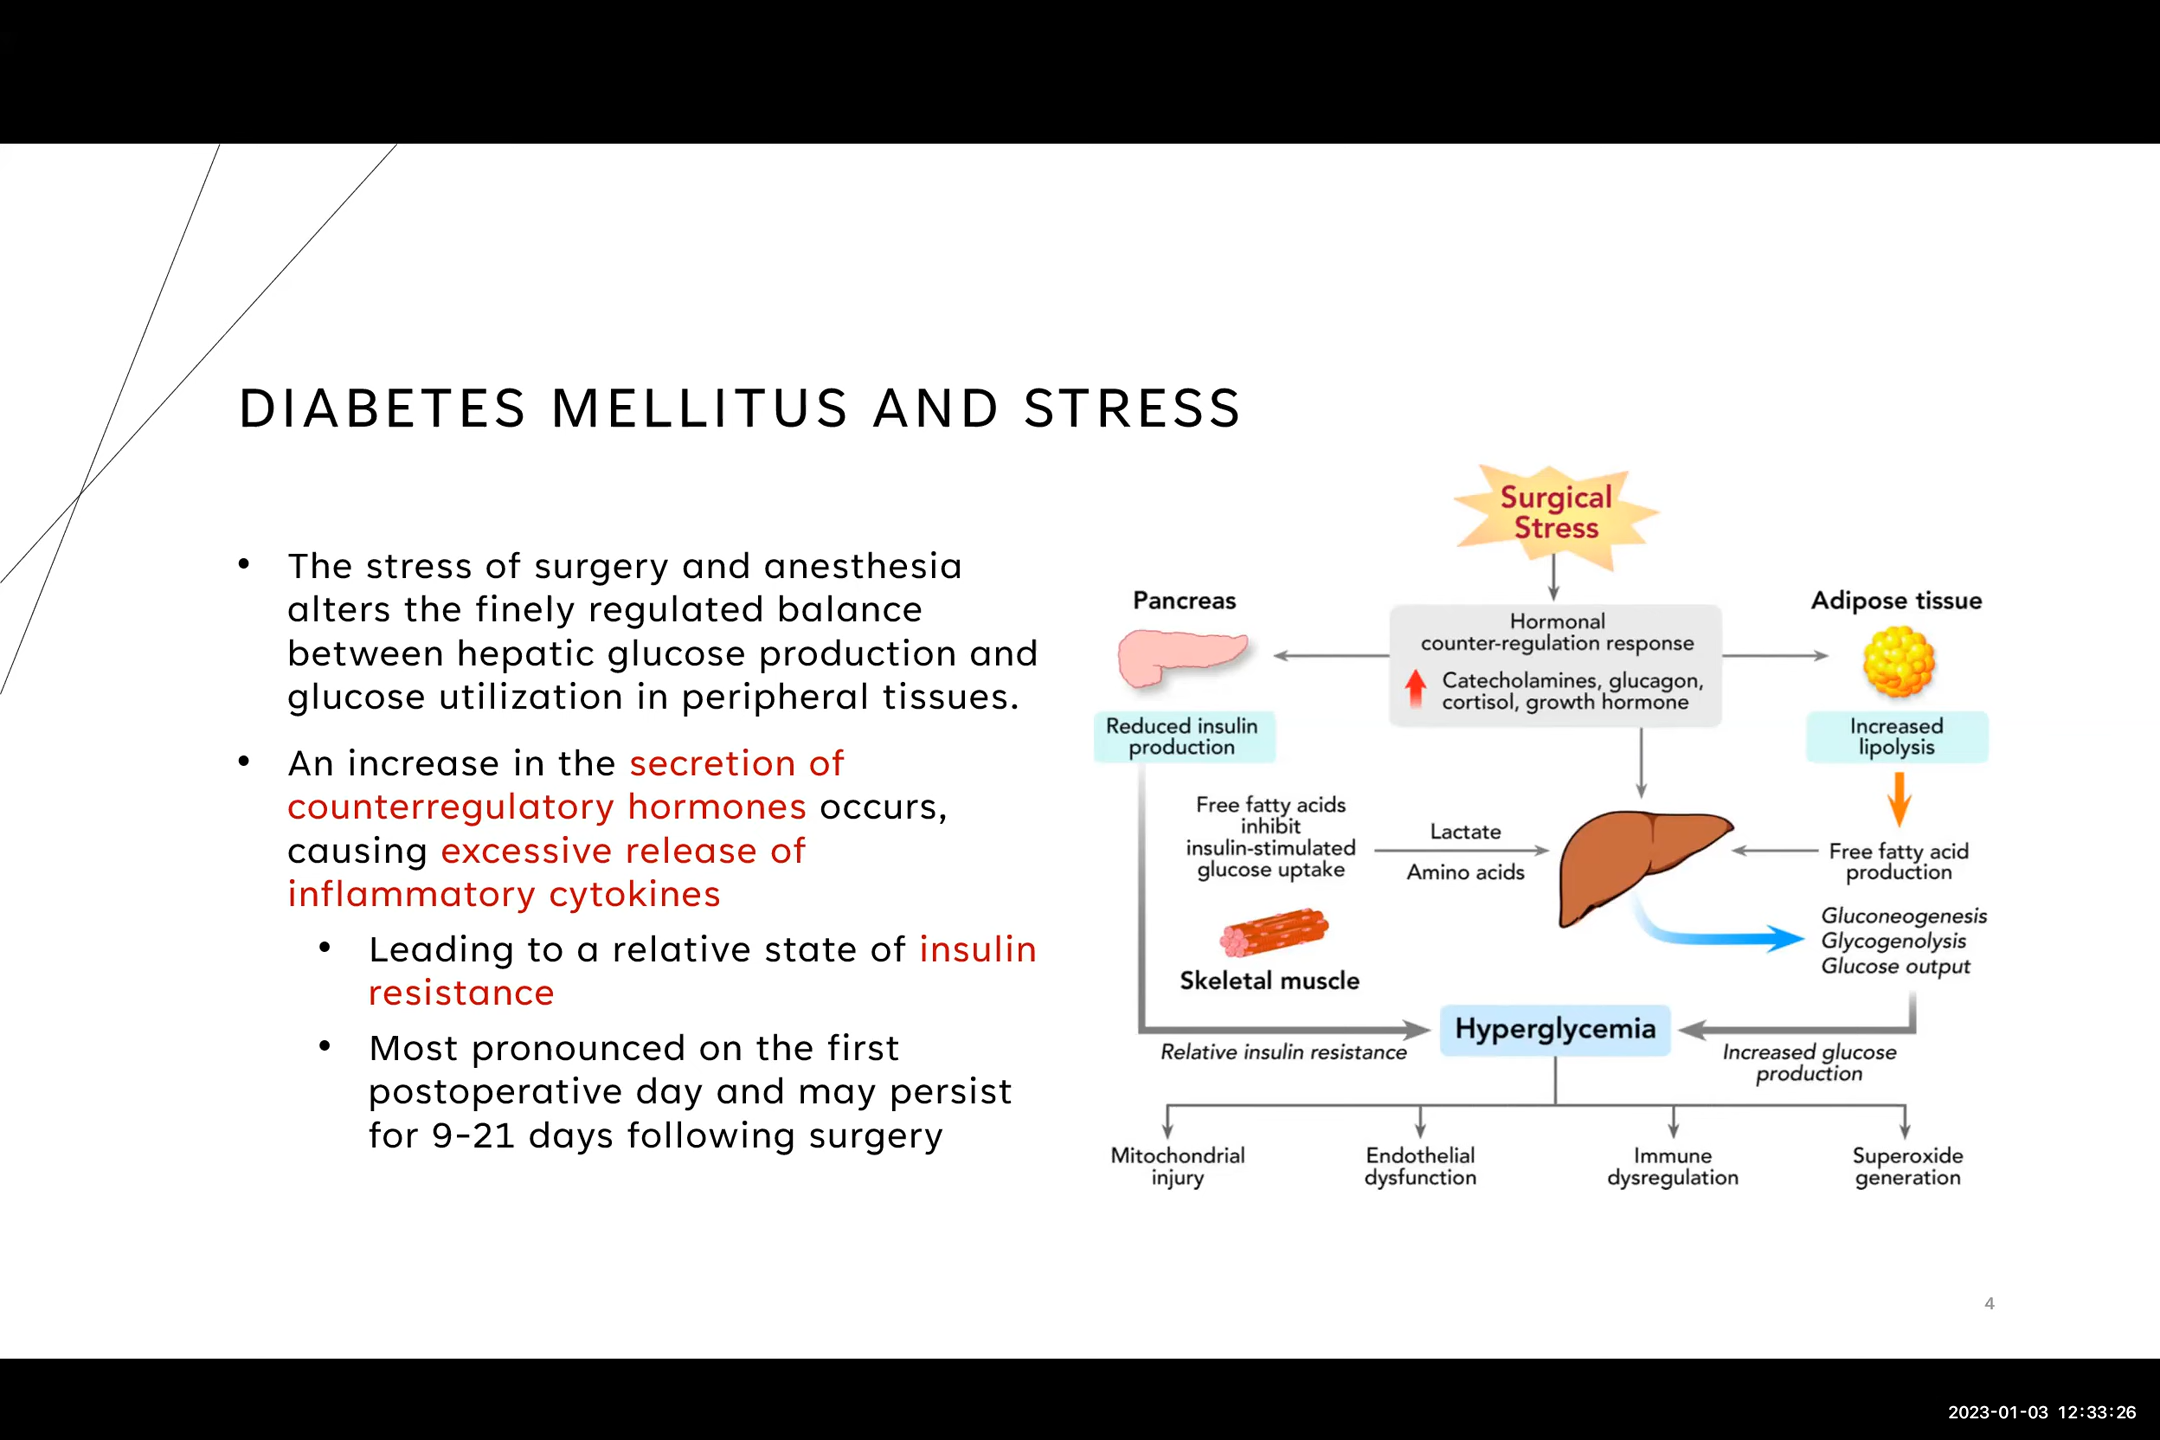 DIABETES MELLITUS AND STRESS
• The stress of surgery and anesthesia
alters the finely regulated balance
between hepatic glucose production and
glucose utilization in peripheral tissues.
• An increase in the secretion of
counterregulatory hormones occurs,
causing excessive release of
inflammatory cytokines
• Leading to a relative state of insulin
resistance
• Most pronounced on the first
postoperative day and may persist
for 9-21 days following surgery
Surgical
Stress
Pancreas
Hormonal
counter-regulation response
Catecholamines, glucagon,
cortisol, growth hormone
Adipose tissue
Reduced insulin
production
Increased
lipolysis
Free fatty acids
inhibit
insulin-stimulated
glucose uptake
Lactate
Amino acids
Free fatty acid
production
Skeletal muscle
Gluconeogenesis
Glycogenolysis
Glucose output
Hyperglycemia
Relative insulin resistance
Increased glucose
production
Mitochondrial
injury
Endothelial
dysfunction
Immune
dysregulation
Superoxide
generation
4
2023-01-03 12:33:26